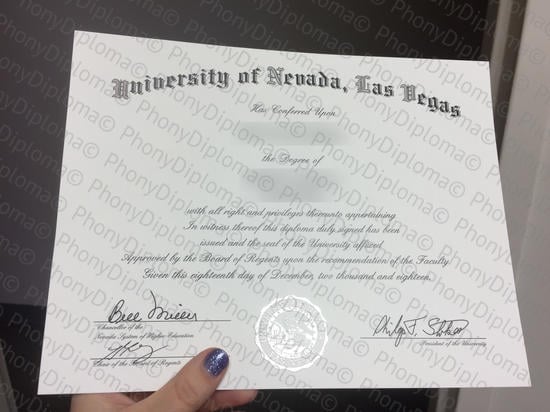 PhonyDiploma©
University of Nevada, Las Vegas
Has Conferred Upon
the Degree of
with all right and privileges thereunto appertaining
In witness thereof this diploma duly signed has been
issued and the seal of the University affixed
Approved by the Board of Regents upon the recommendation of the Faculty.
Given this eighteenth day of December, two thousand and eighteen.
Chancellor of the
Nevada System of Higher Education
Chair of the Board of Regents
President of the University